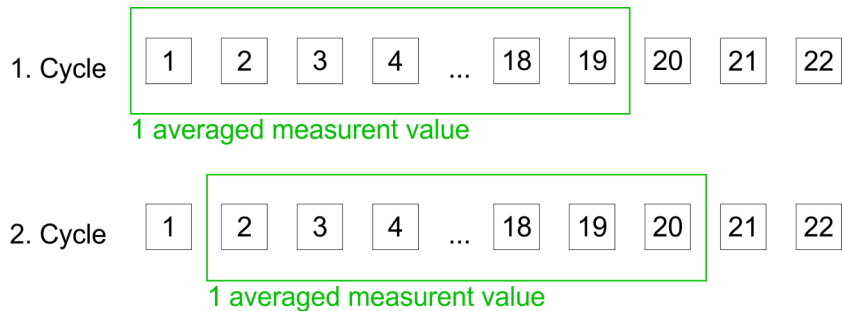 1. Cycle 1 2 3 4 ... 18 19 20 21 22
1 averaged measurent value
2. Cycle 1 2 3 4 ... 18 19 20 21 22
1 averaged measurent value